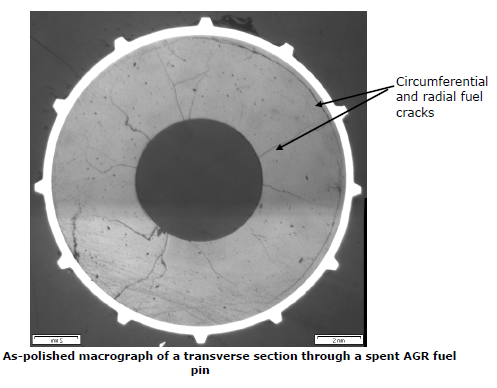 Circumferential
and radial fuel
cracks
2 mm
As-polished macrograph of a transverse section through a spent AGR fuel
pin